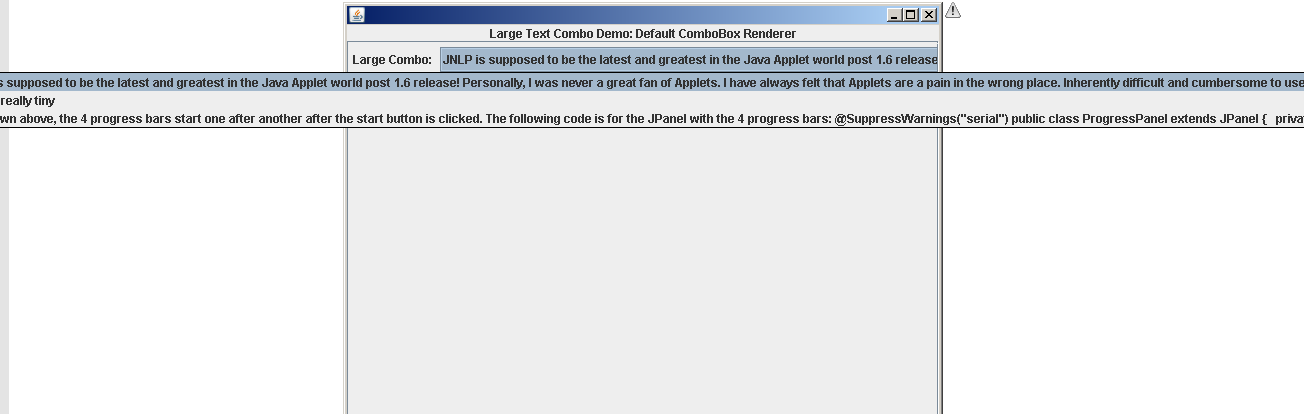 Large Text Combo Demo: Default ComboBox Renderer
Large Combo: JNLP is supposed to be the latest and greatest in the Java Applet world post 1.6 release
supposed to be the latest and greatest in the Java Applet world post 1.6 release! Personally, I was never a great fan of Applets. I have always felt that Applets are a pain in the wrong place. Inherently difficult and cumbersome to use
really tiny
wn above, the 4 progress bars start one after another after the start button is clicked. The following code is for the JPanel with the 4 progress bars: @SuppressWarnings("serial") public class ProgressPanel extends JPanel {   priva